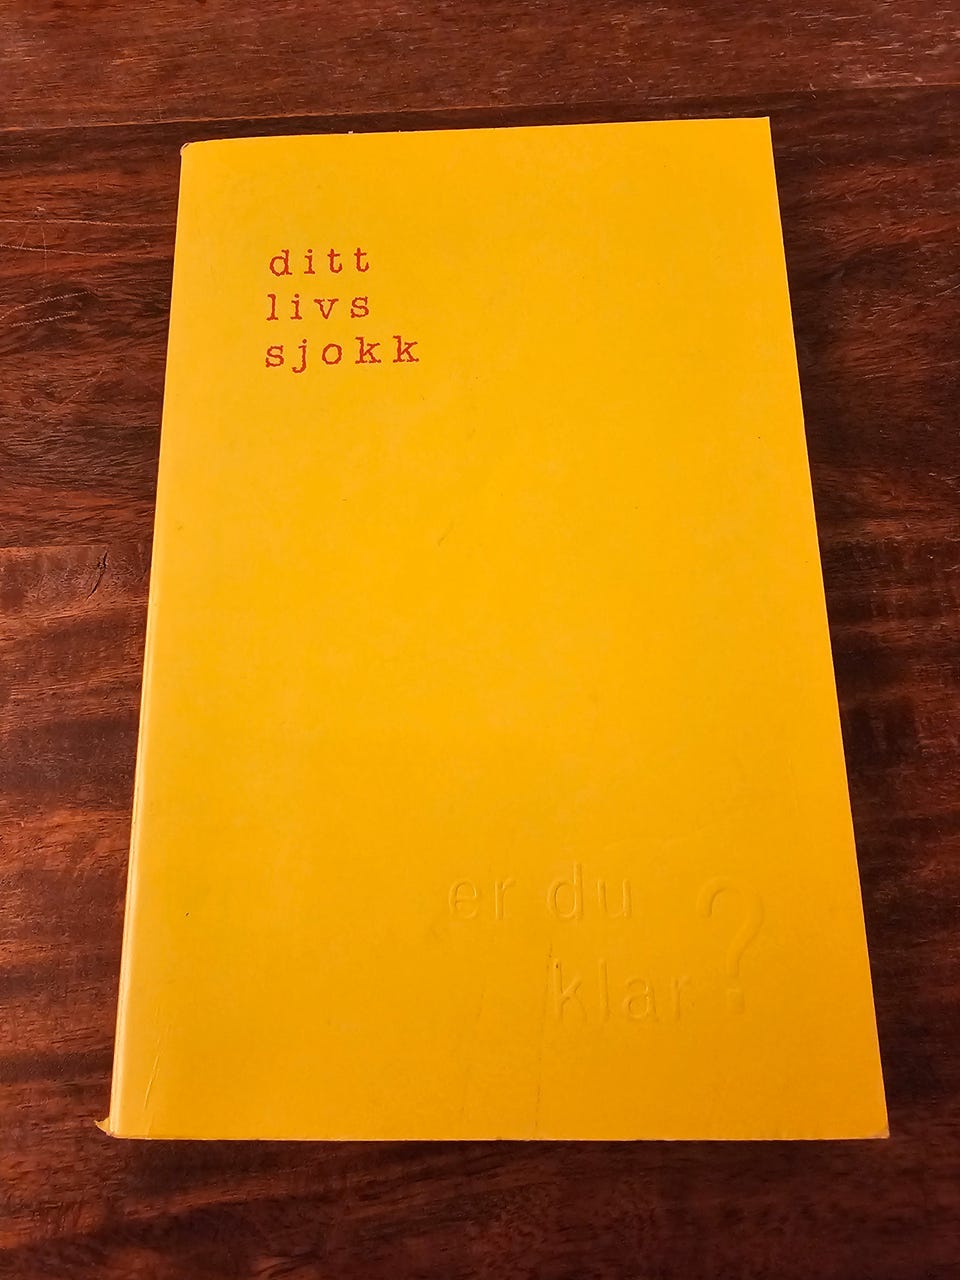 ditt
livs
sjokk
er du
klar?